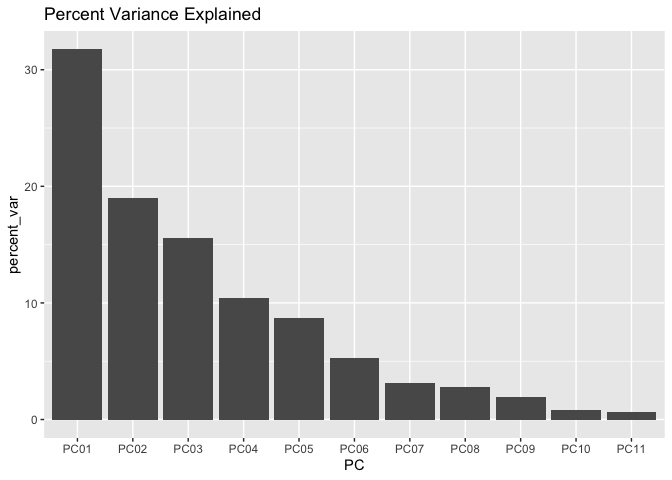 Percent Variance Explained
percent_var
30
20
10
0
PC01 PC02 PC03 PC04 PC05 PC06 PC07 PC08 PC09 PC10 PC11
PC